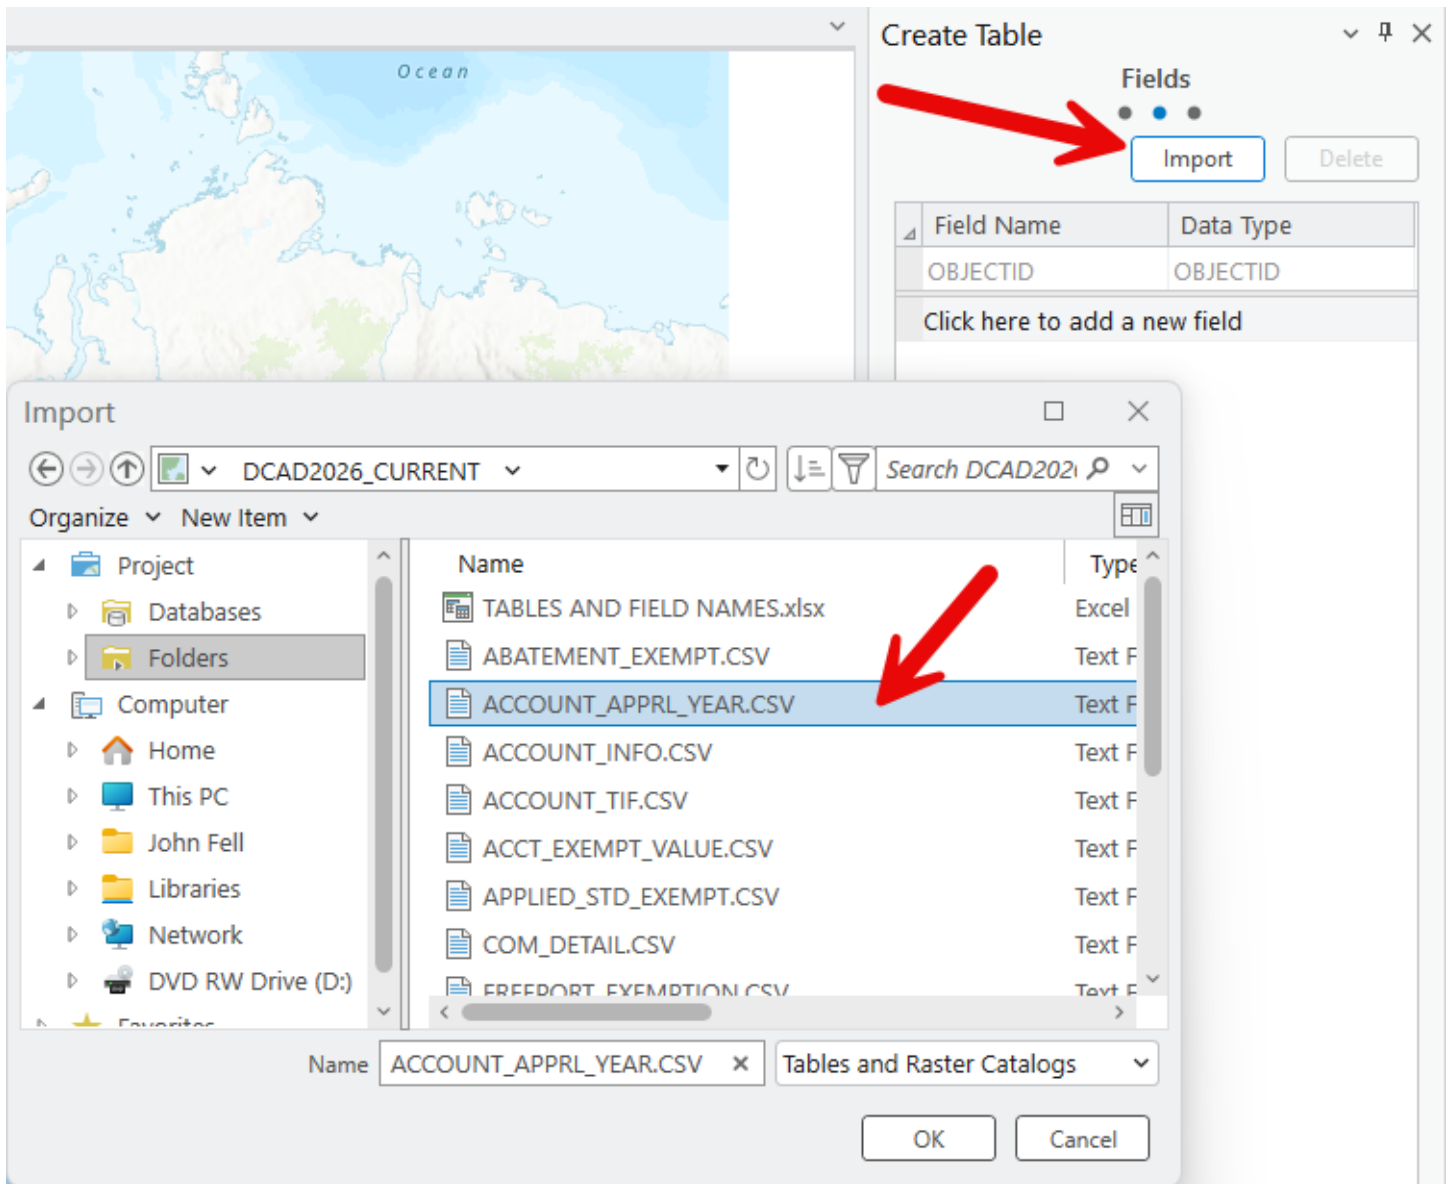 Ocean
Create Table
Fields
Import
Delete
Field Name
Data Type
OBJECTID
OBJECTID
Click here to add a new field
Import
DCAD2026_CURRENT
Search DCAD202
Organize
New Item
Project
Databases
Folders
Computer
Home
This PC
John Fell
Libraries
Network
DVD RW Drive (D:)
Favorites
Name
Type
TABLES AND FIELD NAMES.xlsx
Excel
ABATEMENT_EXEMPT.CSV
Text F
ACCOUNT_APPRL_YEAR.CSV
Text F
ACCOUNT_INFO.CSV
Text F
ACCOUNT_TIF.CSV
Text F
ACCT_EXEMPT_VALUE.CSV
Text F
APPLIED_STD_EXEMPT.CSV
Text F
COM_DETAIL.CSV
Text F
FREEPORT_EXEMPTION.CSV
Text F
Name
ACCOUNT_APPRL_YEAR.CSV
Tables and Raster Catalogs
OK
Cancel